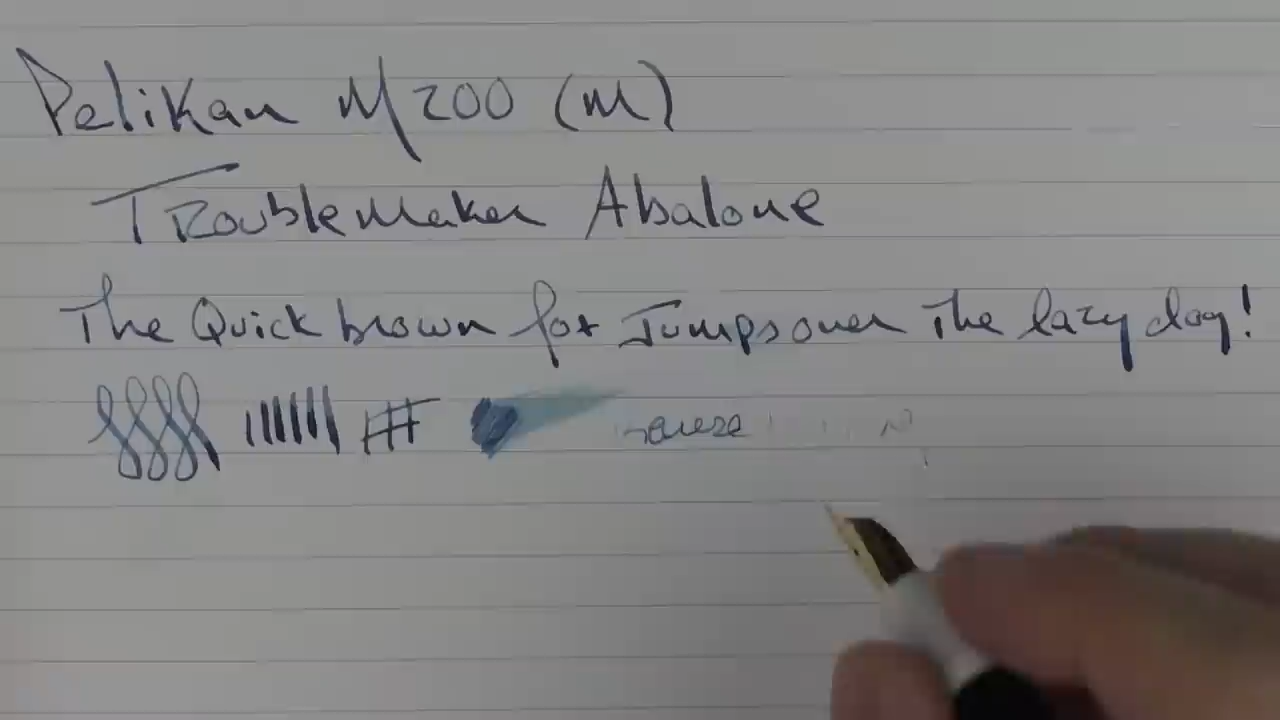 Pelikan M200 (M)
Troublemaker Abalone
The Quick brown fox Jumps over The lazy dog!